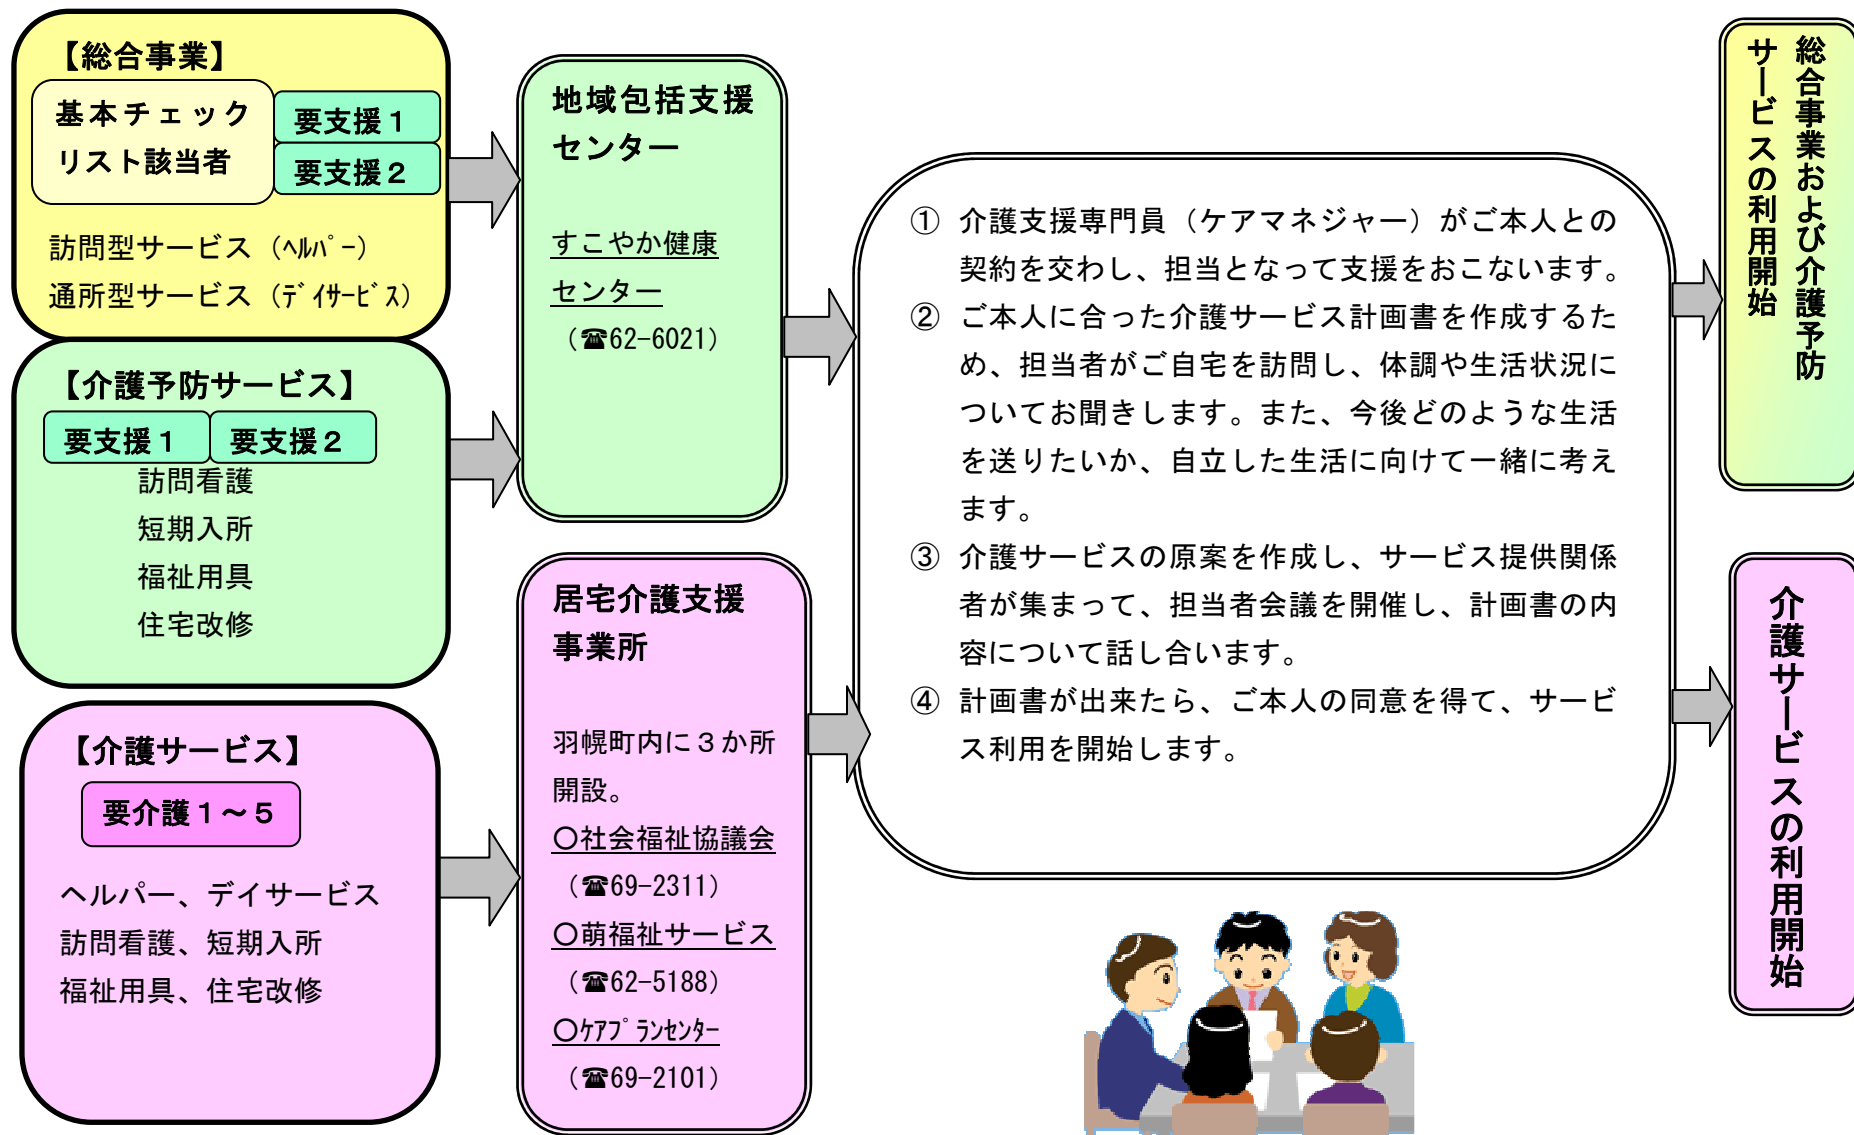 【総合事業】
基本チェック
リスト該当者
要支援１
要支援２
訪問型サービス（ﾍﾙﾊﾟｰ）
通所型サービス（ﾃﾞｲｻｰﾋﾞｽ）
【介護予防サービス】
要支援１
要支援２
訪問看護
短期入所
福祉用具
住宅改修
【介護サービス】
要介護１～５
ヘルパー、デイサービス
訪問看護、短期入所
福祉用具、住宅改修
地域包括支援
センター
すこやか健康
センター
（☎62-6021）
居宅介護支援
事業所
羽幌町内に３か所
開設。
○社会福祉協議会
（☎69-2311）
○萌福祉サービス
（☎62-5188）
○ｹｱﾌﾟﾗﾝｾﾝﾀｰ
（☎69-2101）
① 介護支援専門員（ケアマネジャー）がご本人との
契約を交わし、担当となって支援をおこないます。
② ご本人に合った介護サービス計画書を作成するた
め、担当者がご自宅を訪問し、体調や生活状況に
ついてお聞きします。また、今後どのような生活
を送りたいか、自立した生活に向けて一緒に考え
ます。
③ 介護サービスの原案を作成し、サービス提供関係
者が集まって、担当者会議を開催し、計画書の内
容について話し合います。
④ 計画書が出来たら、ご本人の同意を得て、サービ
ス利用を開始します。
総合事業および介護予防
サービスの利用開始
介護サービスの利用開始